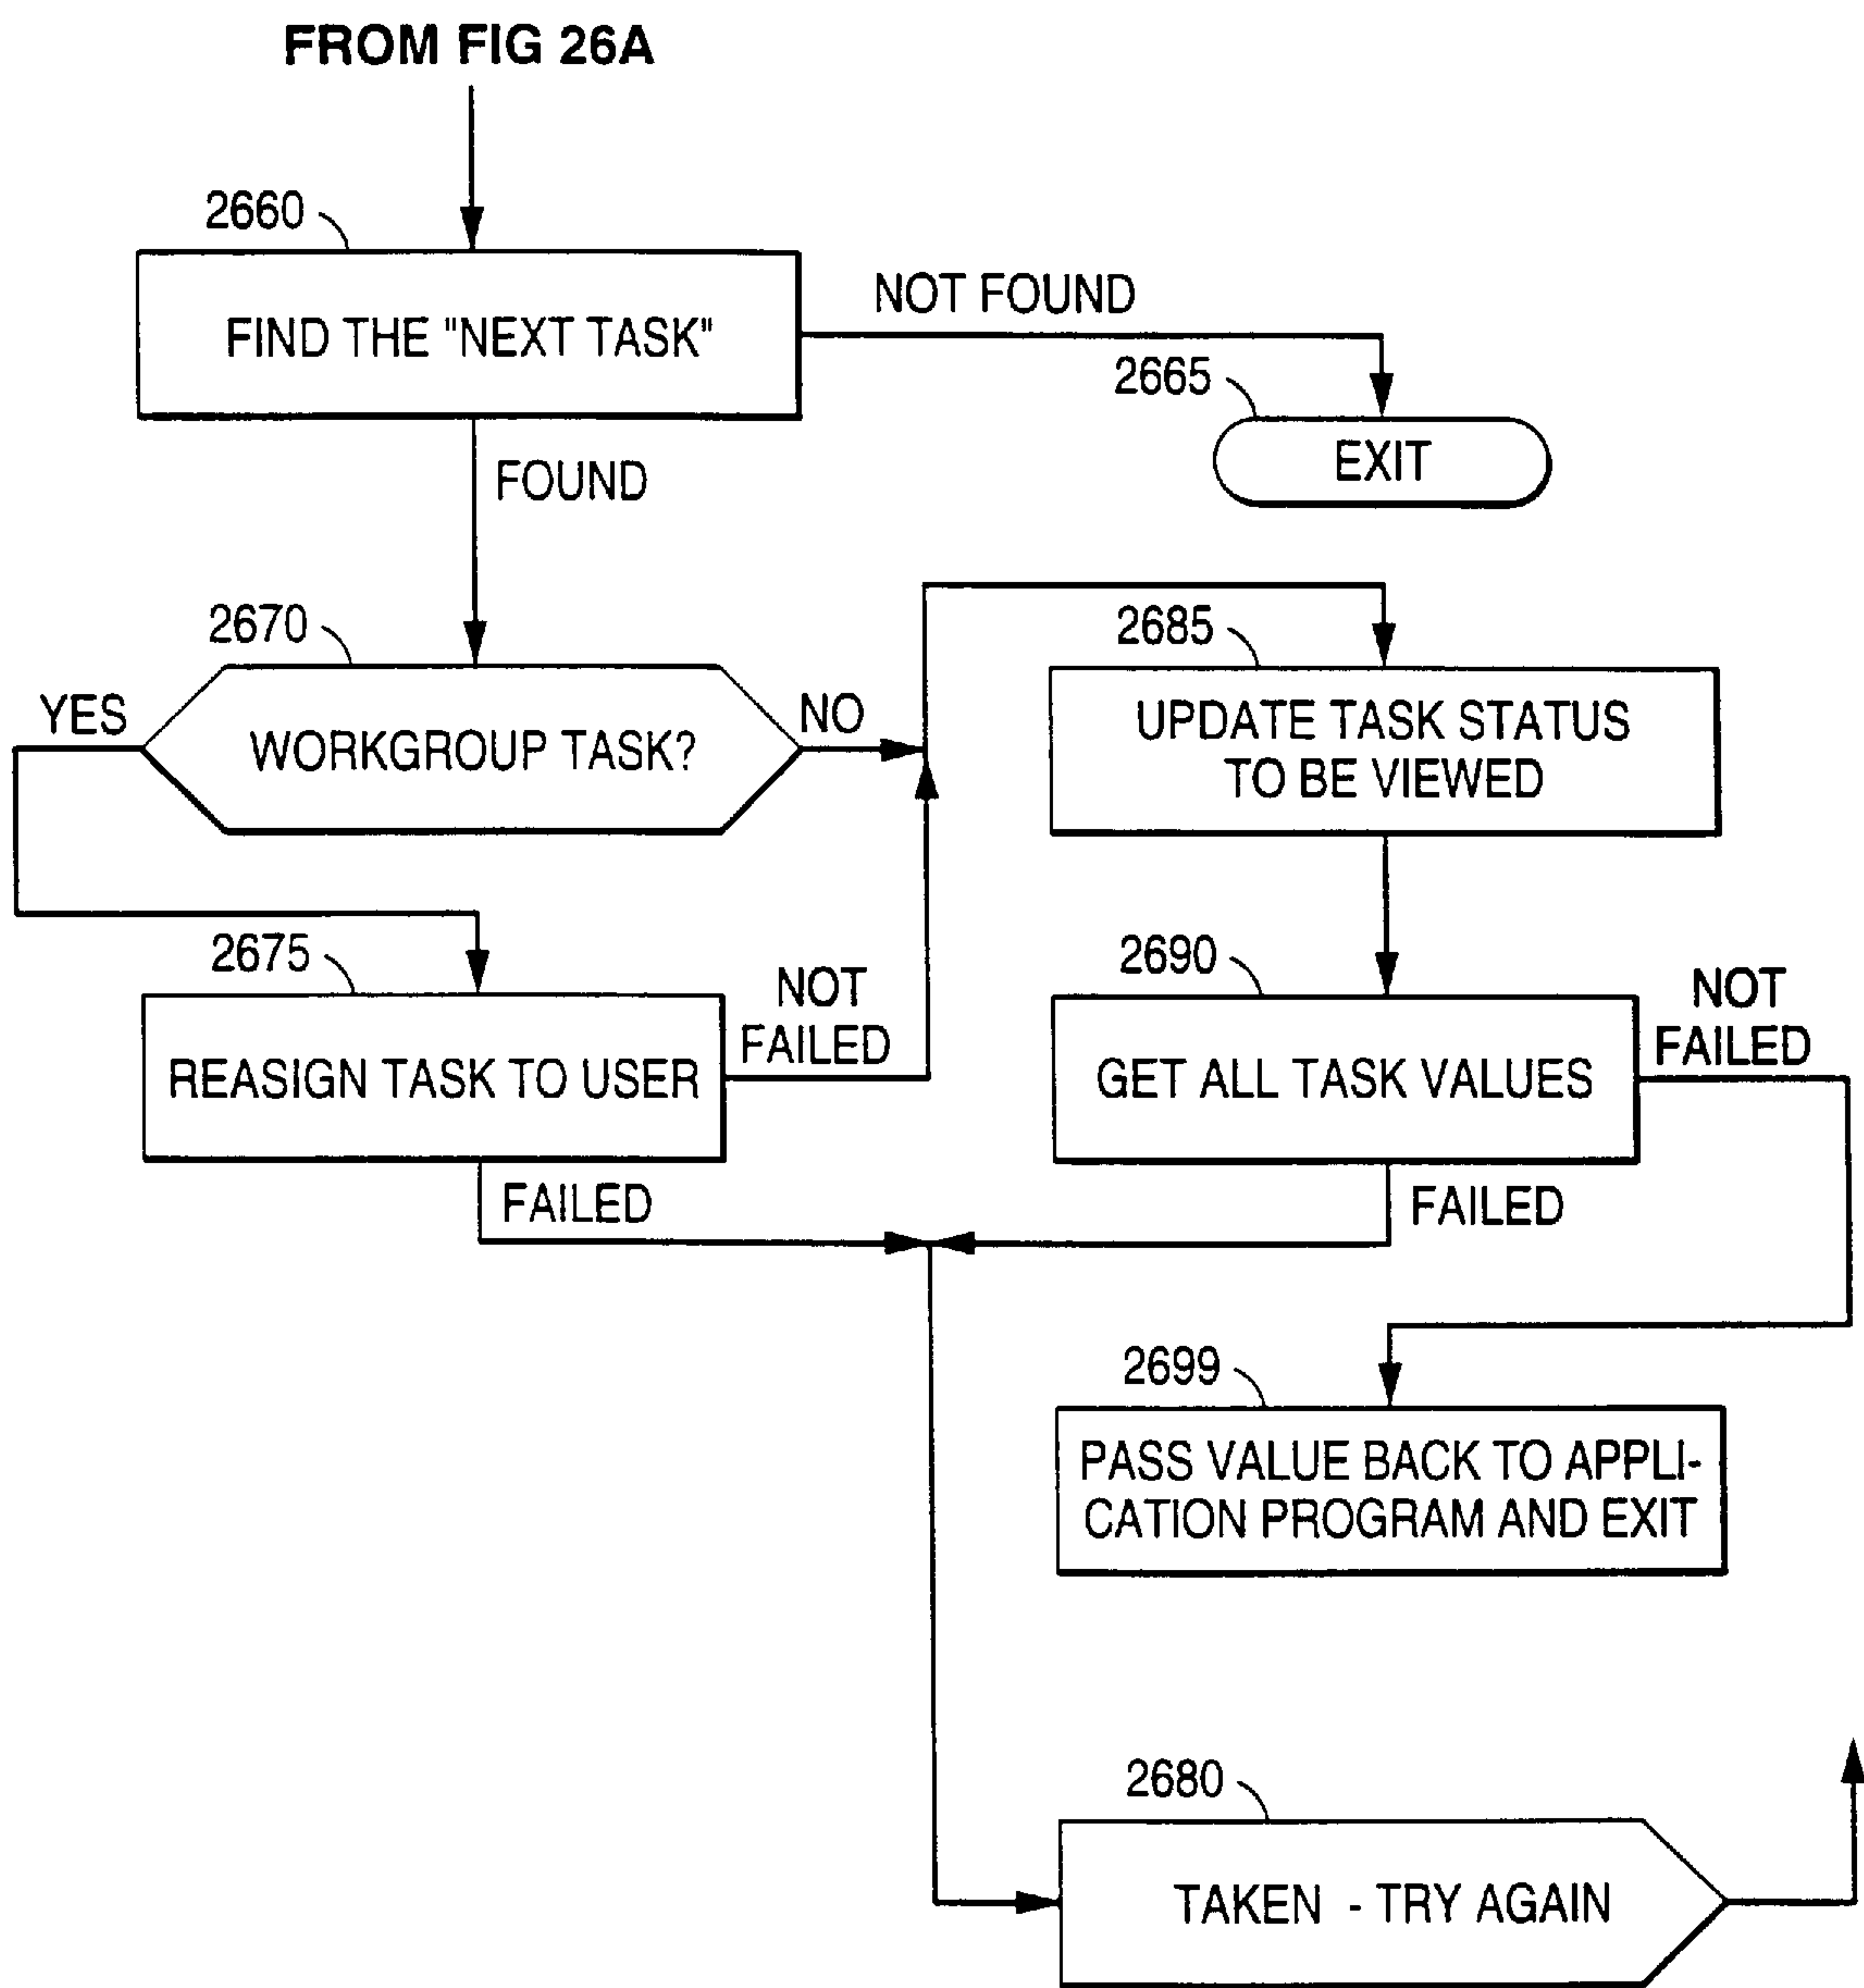 FROM FIG 26A
2660
FIND THE "NEXT TASK"
NOT FOUND
2665
EXIT
FOUND
2670
YES
WORKGROUP TASK?
NO
2685
UPDATE TASK STATUS
TO BE VIEWED
2675
REASIGN TASK TO USER
NOT
FAILED
2690
GET ALL TASK VALUES
NOT
FAILED
FAILED
FAILED
2699
PASS VALUE BACK TO APPLI-
CATION PROGRAM AND EXIT
2680
TAKEN - TRY AGAIN